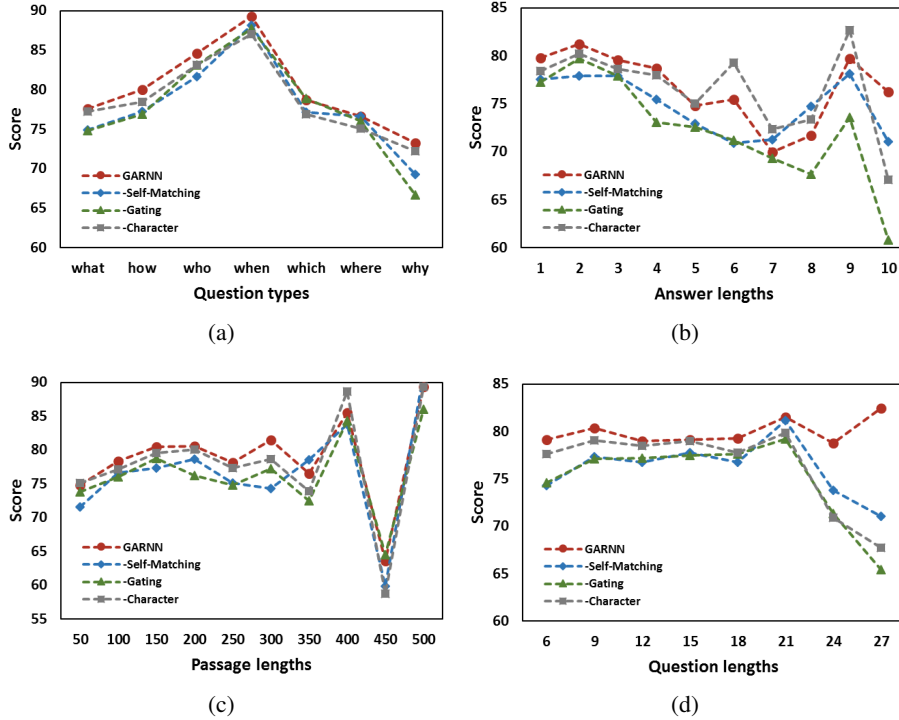 90
85
80
75
70
65
60
Score
GARNN
-Self-Matching
-Gating
-Character
what how who when which where why
Question types
(a)
85
80
75
70
65
60
Score
GARNN
-Self-Matching
-Gating
-Character
1 2 3 4 5 6 7 8 9 10
Answer lengths
(b)
90
85
80
75
70
65
60
55
Score
GARNN
-Self-Matching
-Gating
-Character
50 100 150 200 250 300 350 400 450 500
Passage lengths
(c)
85
80
75
70
65
60
Score
GARNN
-Self-Matching
-Gating
-Character
6 9 12 15 18 21 24 27
Question lengths
(d)